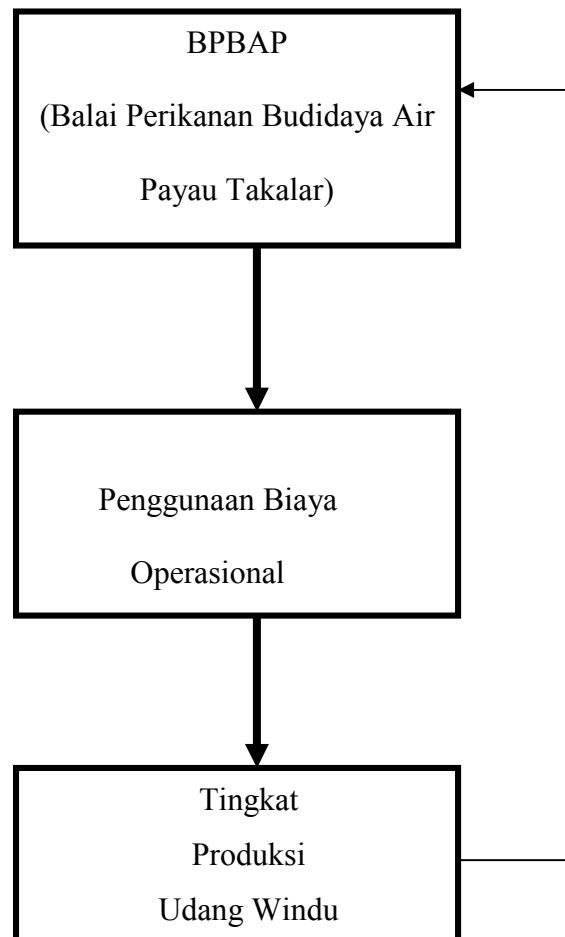 BPBAP
(Balai Perikanan Budidaya Air
Payau Takalar)
Penggunaan Biaya
Operasional
Tingkat
Produksi
Udang Windu